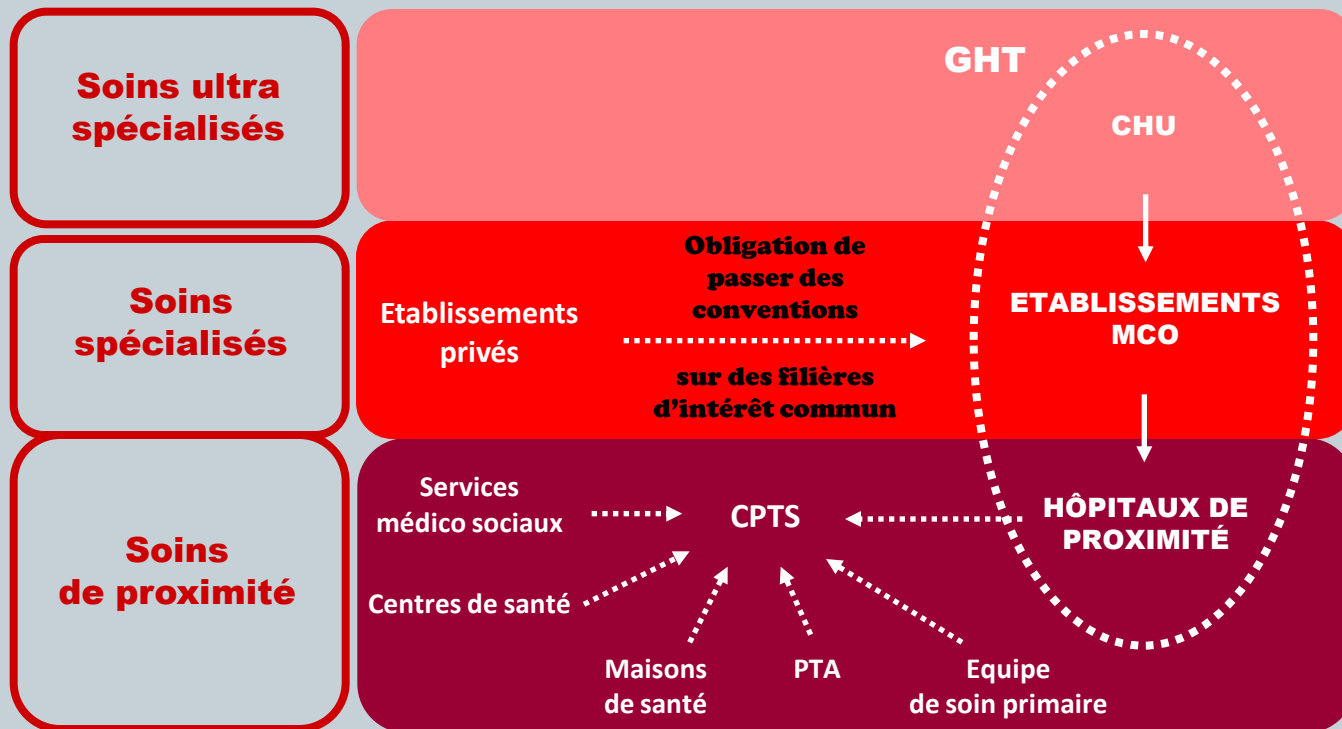 Soins ultra
spécialisés
GHT
CHU
Soins
spécialisés
Etablissements
privés
Obligation de
passer des
conventions
sur des filières
d'intérêt commun
ETABLISSEMENTS
MCO
Soins
de proximité
Services
médico sociaux
CPTS
HÔPITAUX DE
PROXIMITÉ
Centres de santé
Maisons
de santé
PTA
Equipe
de soin primaire